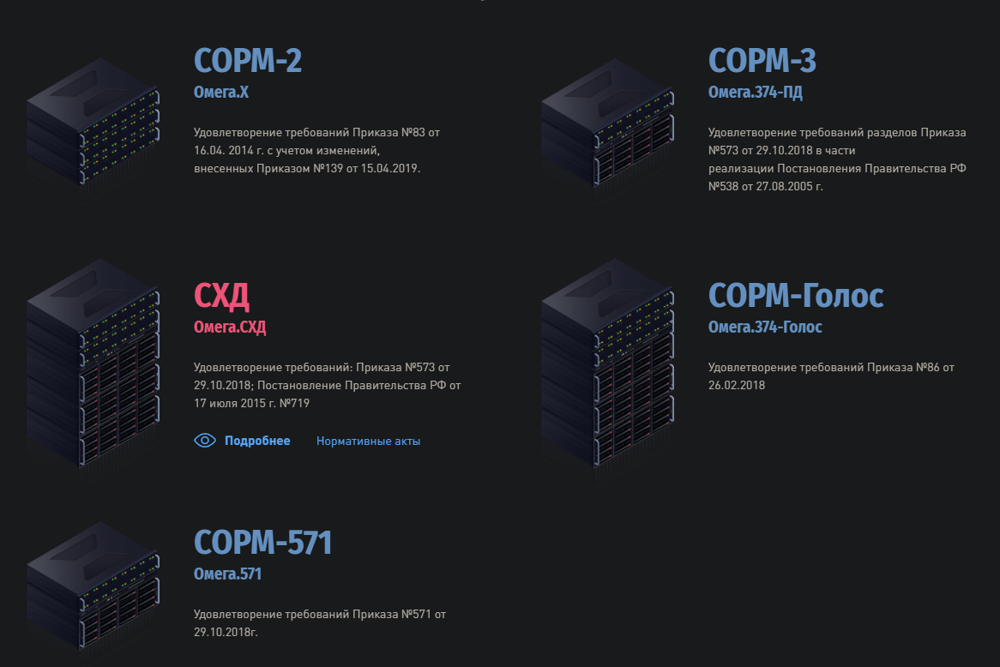 СОРМ-2
Омега.X
Удовлетворение требований Приказа №83 от
16.04. 2014 г. с учетом изменений,
внесенных Приказом №139 от 15.04.2019.
СОРМ-3
Омега.374-ПД
Удовлетворение требований разделов Приказа
№573 от 29.10.2018 в части
реализации Постановления Правительства РФ
№538 от 27.08.2005 г.
СХД
Омега.СХД
Удовлетворение требований: Приказа №573 от
29.10.2018; Постановление Правительства РФ от
17 июля 2015 г. №719
Подробнее
Нормативные акты
СОРМ-Голос
Омега.374-Голос
Удовлетворение требований Приказа №86 от
26.02.2018
СОРМ-571
Омега.571
Удовлетворение требований Приказа №571 от
29.10.2018г.